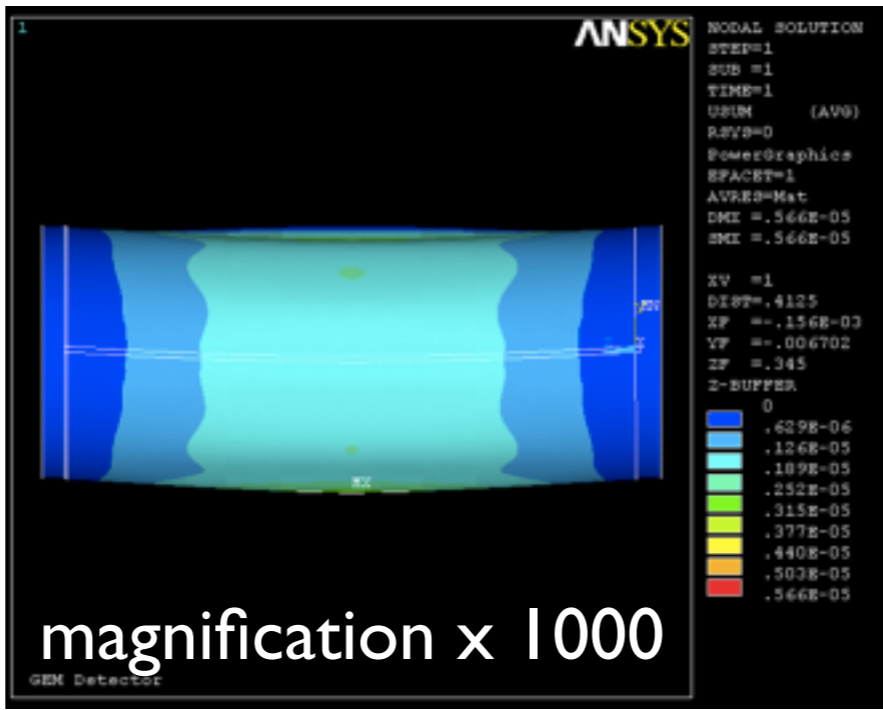 1
ANSYS
NODAL SOLUTION
STEP=1
SUB =1
TIME=1
USUM (AVG)
RSYS=0
PowerGraphics
EFACET=1
AVRES=Mat
DMX =.566E-05
SMX =.566E-05
XV =1
DIST=.4125
XF =-.156E-03
YF =-.006702
ZF =.345
Z-BUFFER
0
.629E-06
.126E-05
.189E-05
.252E-05
.315E-05
.377E-05
.440E-05
.503E-05
.566E-05
MX
magnification x 1000
GEM Detector